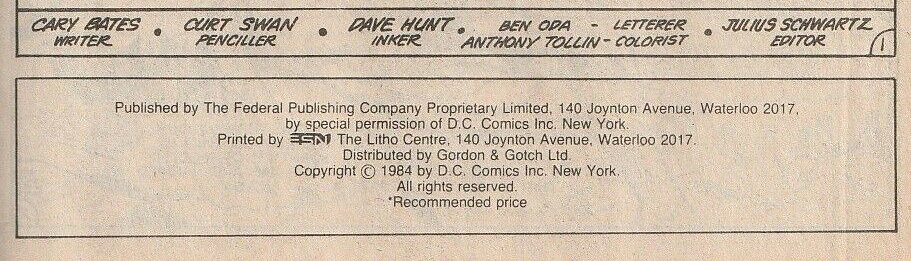 CARY BATES • CURT SWAN • DAVE HUNT • BEN ODA - LETTERER • JULIUS SCHWARTZ
WRITER PENCILLER INKER ANTHONY TOLLIN - COLORIST EDITOR 1
Published by The Federal Publishing Company Proprietary Limited, 140 Joynton Avenue, Waterloo 2017,
by special permission of D.C. Comics Inc. New York.
Printed by ESN The Litho Centre, 140 Joynton Avenue, Waterloo 2017.
Distributed by Gordon & Gotch Ltd.
Copyright © 1984 by D.C. Comics Inc. New York.
All rights reserved.
*Recommended price